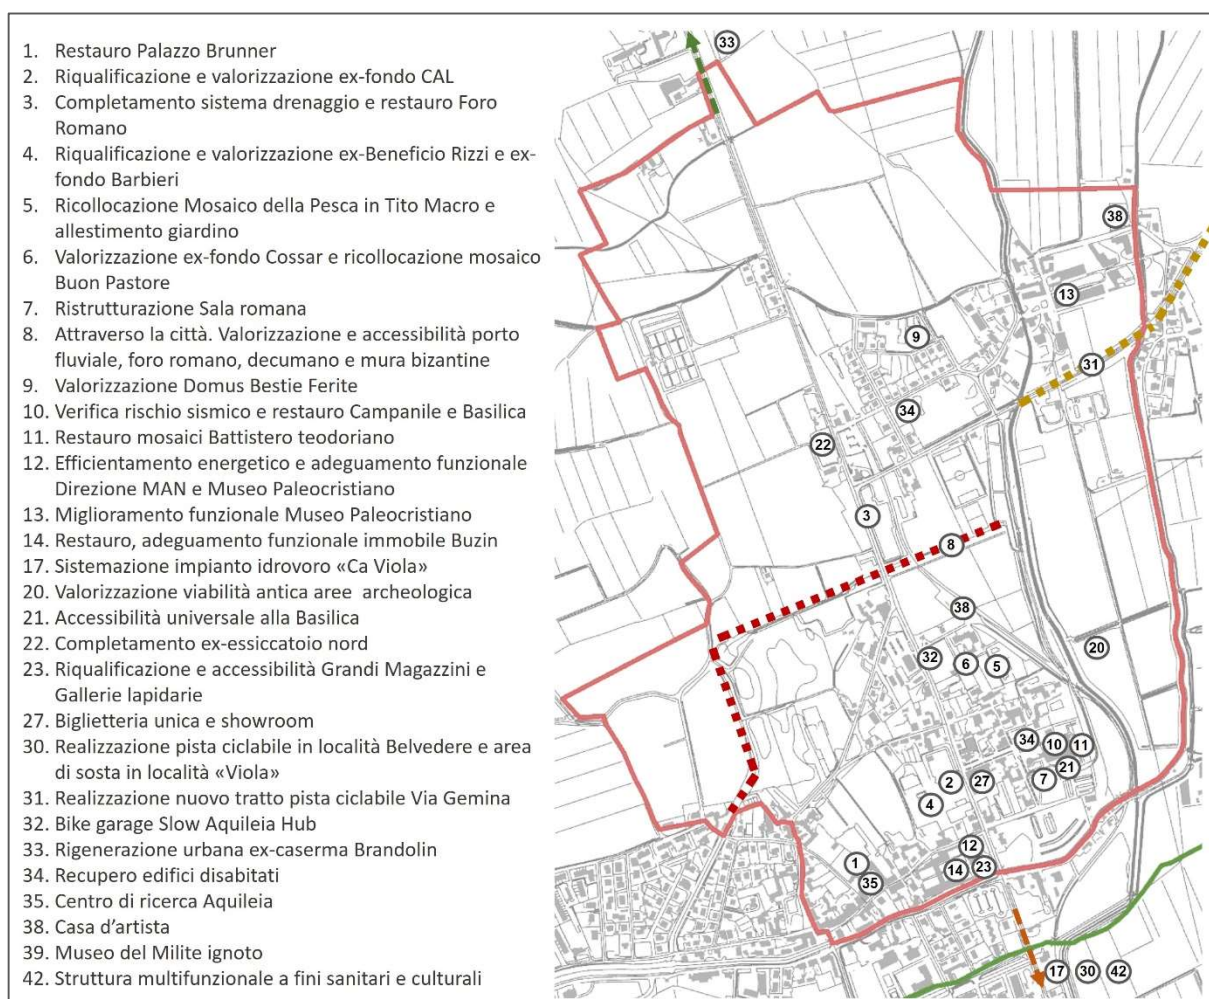 1. Restauro Palazzo Brunner
2. Riqualificazione e valorizzazione ex-fondo CAL
3. Completamento sistema drenaggio e restauro Foro
Romano
4. Riqualificazione e valorizzazione ex-Beneficio Rizzi e ex-
fondo Barbieri
5. Ricollocazione Mosaico della Pesca in Tito Macro e
allestimento giardino
6. Valorizzazione ex-fondo Cossar e ricollocazione mosaico
Buon Pastore
7. Ristrutturazione Sala romana
8. Attraverso la città. Valorizzazione e accessibilità porto
fluviale, foro romano, decumano e mura bizantine
9. Valorizzazione Domus Bestie Ferite
10. Verifica rischio sismico e restauro Campanile e Basilica
11. Restauro mosaici Battistero teodoriano
12. Efficientamento energetico e adeguamento funzionale
Direzione MAN e Museo Paleocristiano
13. Miglioramento funzionale Museo Paleocristiano
14. Restauro, adeguamento funzionale immobile Buzin
17. Sistemazione impianto idrovoro «Ca Viola»
20. Valorizzazione viabilità antica aree archeologica
21. Accessibilità universale alla Basilica
22. Completamento ex-essiccatoio nord
23. Riqualificazione e accessibilità Grandi Magazzini e
Gallerie lapidarie
27. Biglietteria unica e showroom
30. Realizzazione pista ciclabile in località Belvedere e area
di sosta in località «Viola»
31. Realizzazione nuovo tratto pista ciclabile Via Gemina
32. Bike garage Slow Aquileia Hub
33. Rigenerazione urbana ex-caserma Brandolin
34. Recupero edifici disabitati
35. Centro di ricerca Aquileia
38. Casa d'artista
39. Museo del Milite ignoto
42. Struttura multifunzionale a fini sanitari e culturali
33
38
13
9
31
34
22
3
8
38
20
32
6
5
34
10
11
21
7
2
27
4
12
1
14
23
35
17
30
42